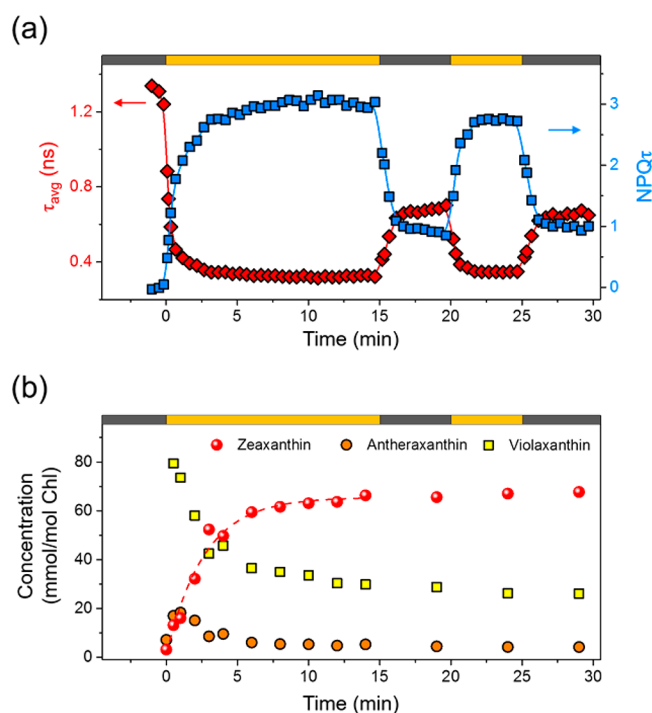 (a)
τavg (ns)
1.2
0.8
0.4
3
2
1
0
NPQτ
0 5 10 15 20 25 30
Time (min)
(b)
Zeaxanthin Antheraxanthin Violaxanthin
Concentration
(mmol/mol Chl)
80
60
40
20
0
0 5 10 15 20 25 30
Time (min)